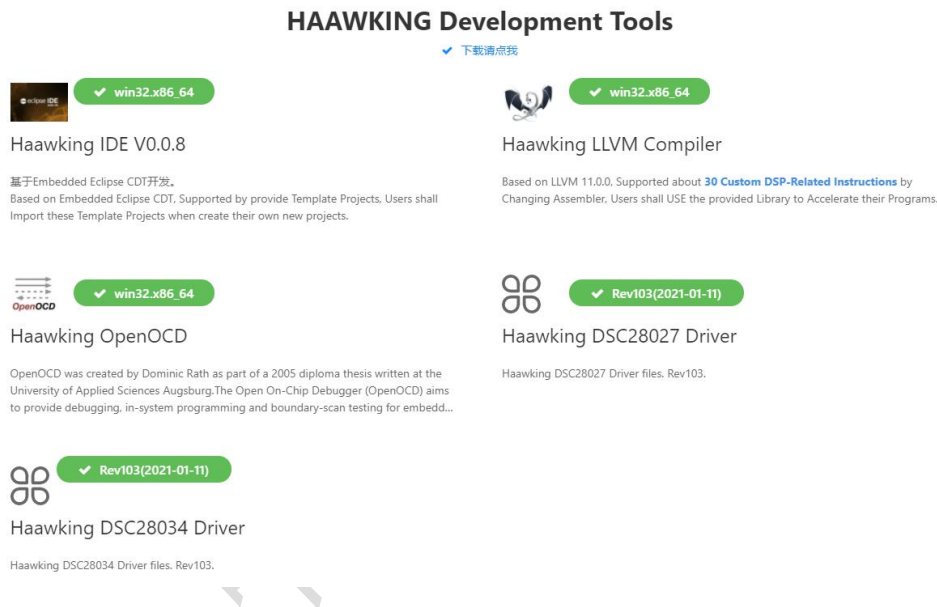 HAAWKING Development Tools
✔ 下载请点我
eclipse IDE
✔ win32.x86_64
Haawking IDE V0.0.8
基于Embedded Eclipse CDT开发。
Based on Embedded Eclipse CDT, Supported by provide Template Projects, Users shall
Import these Template Projects when create their own new projects.
✔ win32.x86_64
Haawking LLVM Compiler
Based on LLVM 11.0.0, Supported about 30 Custom DSP-Related Instructions by
Changing Assembler, Users shall USE the provided Library to Accelerate their Programs.
OpenOCD
✔ win32.x86_64
Haawking OpenOCD
OpenOCD was created by Dominic Rath as part of a 2005 diploma thesis written at the
University of Applied Sciences Augsburg.The Open On-Chip Debugger (OpenOCD) aims
to provide debugging, in-system programming and boundary-scan testing for embedd...
✔ Rev103(2021-01-11)
Haawking DSC28027 Driver
Haawking DSC28027 Driver files. Rev103.
✔ Rev103(2021-01-11)
Haawking DSC28034 Driver
Haawking DSC28034 Driver files. Rev103.